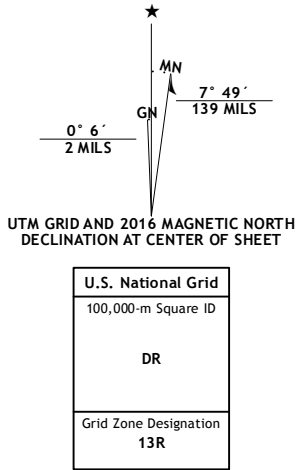 ★
MN
7° 49´
139 MILS
GN
0° 6´
2 MILS
UTM GRID AND 2016 MAGNETIC NORTH
DECLINATION AT CENTER OF SHEET
U.S. National Grid
100,000-m Square ID
DR
Grid Zone Designation
13R